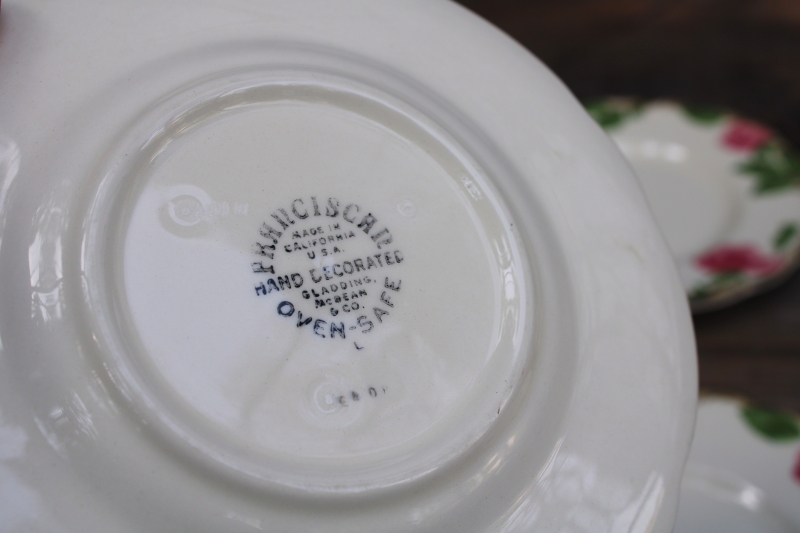 FRANCISCAN
MADE IN
CALIFORNIA
U.S.A.
HAND DECORATED
GLADDING,
McBEAN
& CO.
OVEN-SAFE
L